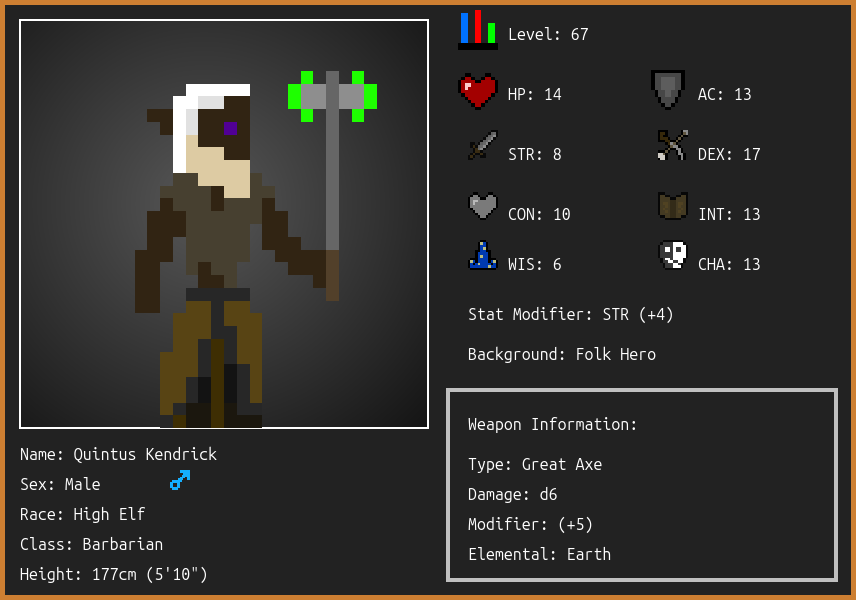 Level: 67
HP: 14
AC: 13
STR: 8
DEX: 17
CON: 10
INT: 13
WIS: 6
CHA: 13
Stat Modifier: STR (+4)
Background: Folk Hero
Weapon Information:
Type: Great Axe
Damage: d6
Modifier: (+5)
Elemental: Earth
Name: Quintus Kendrick
Sex: Male
Race: High Elf
Class: Barbarian
Height: 177cm (5'10")